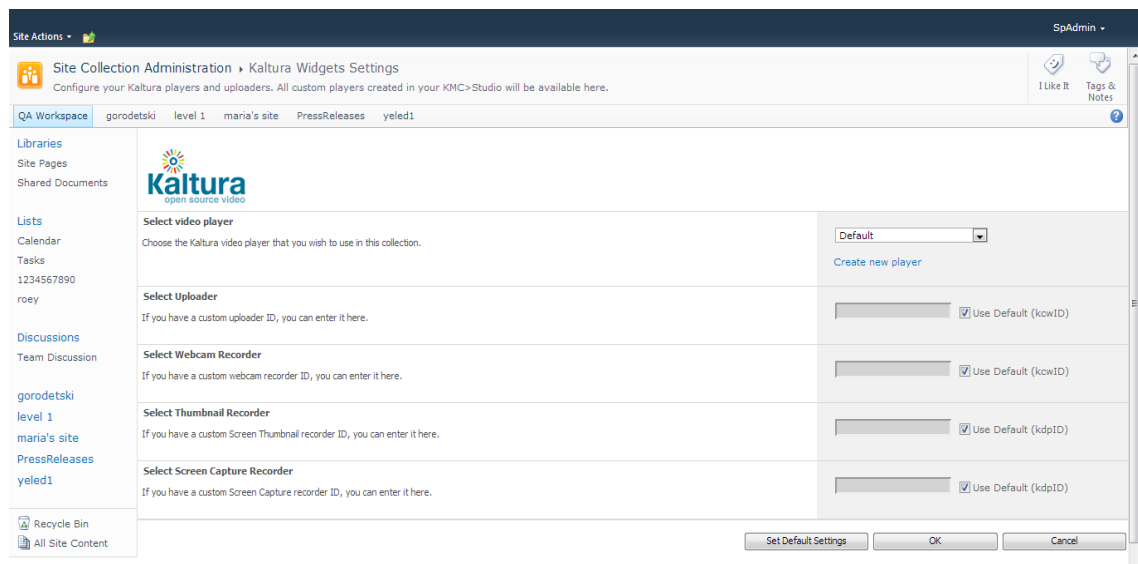 SpAdmin
Site Actions
Site Collection Administration Kaltura Widgets Settings
Configure your Kaltura players and uploaders. All custom players created in your KMC>Studio will be available here.
I Like It
Tags & Notes
QA Workspace gorodetski level 1 maria's site PressReleases yeled1
Libraries
Site Pages
Shared Documents
Lists
Calendar
Tasks
1234567890
roey
Discussions
Team Discussion
gorodetski
level 1
maria's site
PressReleases
yeled1
Recycle Bin
All Site Content
Kaltura
open source video
Select video player
Choose the Kaltura video player that you wish to use in this collection.
Default
Create new player
Select Uploader
If you have a custom uploader ID, you can enter it here.
Use Default (kcwID)
Select Webcam Recorder
If you have a custom webcam recorder ID, you can enter it here.
Use Default (kcwID)
Select Thumbnail Recorder
If you have a custom Screen Thumbnail recorder ID, you can enter it here.
Use Default (kdpID)
Select Screen Capture Recorder
If you have a custom Screen Capture recorder ID, you can enter it here.
Use Default (kdpID)
Set Default Settings OK Cancel